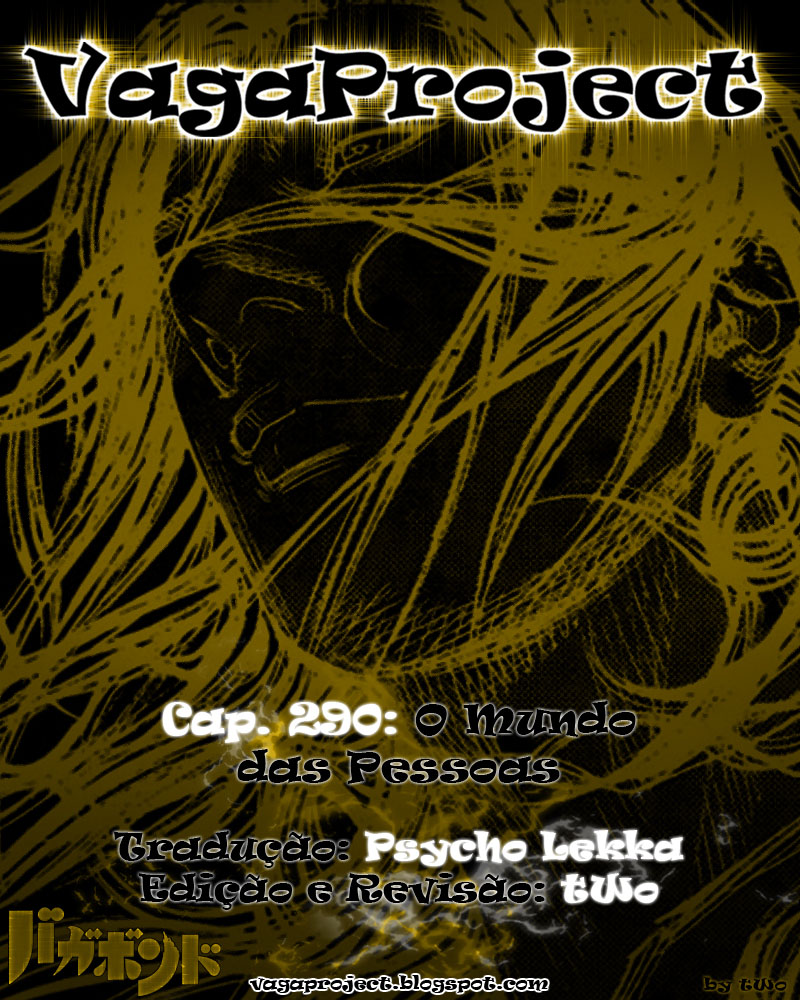 VagaProject
Cap. 290: O Mundo
das Pessoas
Tradução: Psycho Lekka
Edição e Revisão: tWo
バガボンド
vagaproject.blogspot.com
by tWo